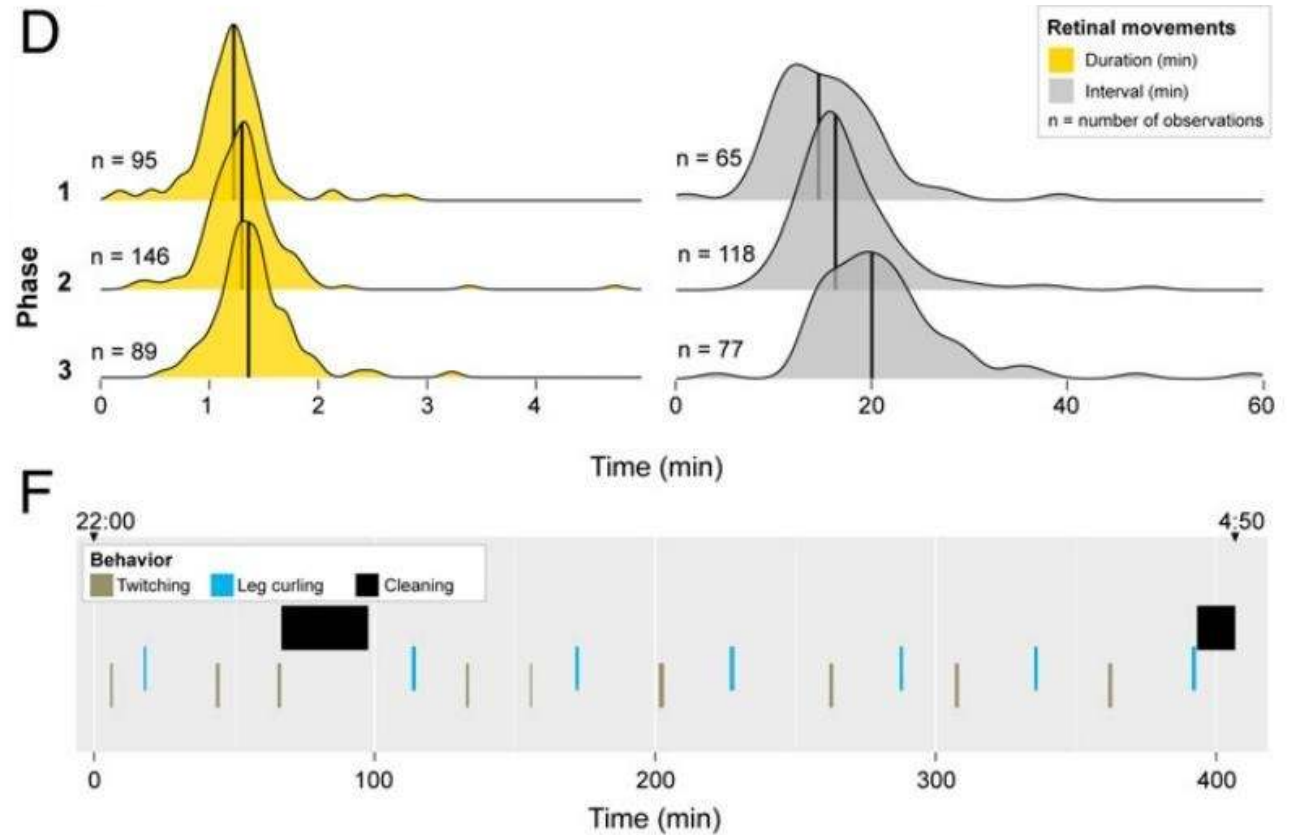 D
Retinal movements
Duration (min)
Interval (min)
n = number of observations
n = 95
n = 65
1
n = 146
n = 118
2
n = 89
n = 77
3
Phase
0 1 2 3 4
0 20 40 60
Time (min)
F
22:00 4:50
Behavior
Twitching Leg curling Cleaning
0 100 200 300 400
Time (min)